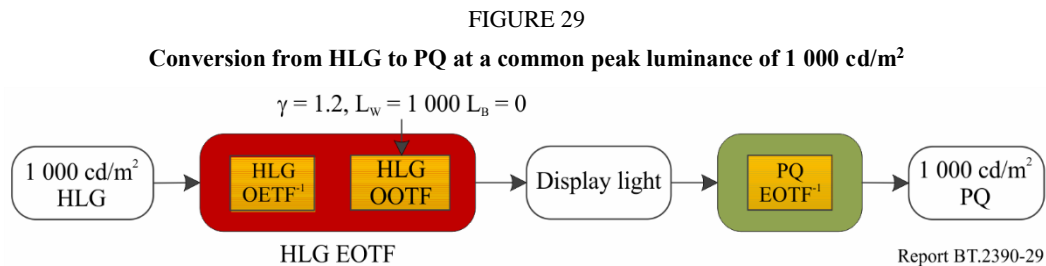 FIGURE 29
Conversion from HLG to PQ at a common peak luminance of 1 000 cd/m²
γ = 1.2, L_W = 1 000 L_B = 0
1 000 cd/m²
HLG
HLG
OETF⁻¹
HLG
OOTF
Display light
PQ
EOTF⁻¹
1 000 cd/m²
PQ
HLG EOTF
Report BT.2390-29